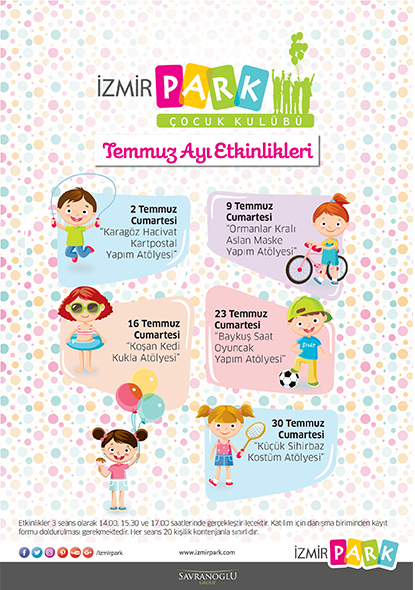 İZMİR PARK
ÇOCUK KULÜBÜ
Temmuz Ayı Etkinlikleri
2 Temmuz
Cumartesi
"Karagöz Hacivat
Kartpostal
Yapım Atölyesi"
9 Temmuz
Cumartesi
"Ormanlar Kralı
Aslan Maske
Yapım Atölyesi"
16 Temmuz
Cumartesi
"Koşan Kedi
Kukla Atölyesi"
23 Temmuz
Cumartesi
"Baykuş Saat
Oyuncak
Yapım Atölyesi"
30 Temmuz
Cumartesi
"Küçük Sihirbaz
Kostüm Atölyesi"
Etkinlikler 3 seans olarak 14.00, 15.30 ve 17.00 saatlerinde gerçekleştirilecektir. Katılım için danışma biriminden kayıt
formu doldurulması gerekmektedir. Her seans 20 kişilik kontenjanla sınırlıdır.
/izmirpark
www.izmirpark.com
İZMİR PARK
SAVRANOĞLU
GROUP